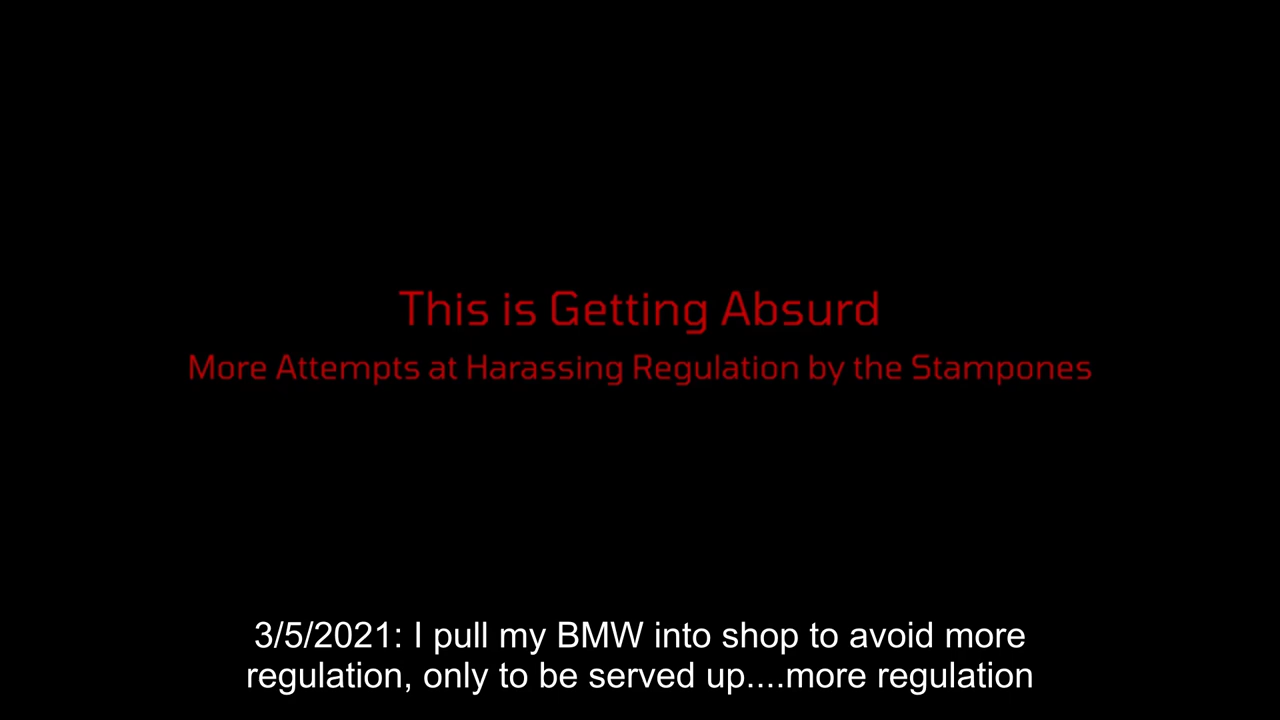 This is Getting Absurd
More Attempts at Harassing Regulation by the Stampones
3/5/2021: I pull my BMW into shop to avoid more
regulation, only to be served up....more regulation